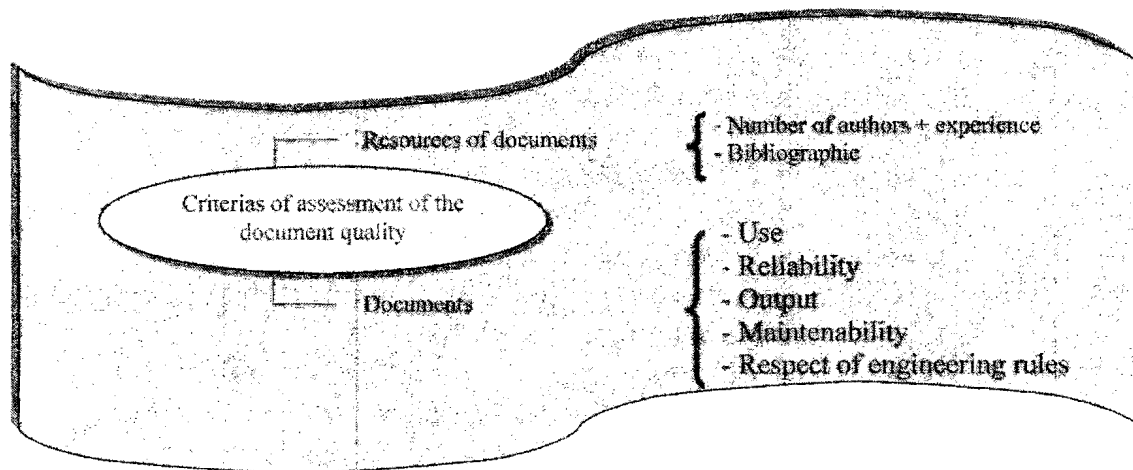 Resources of documents
- Number of authors + experience
- Bibliographie
Criterias of assessment of the
document quality
Documents
- Use
- Reliability
- Output
- Maintenability
- Respect of engineering rules